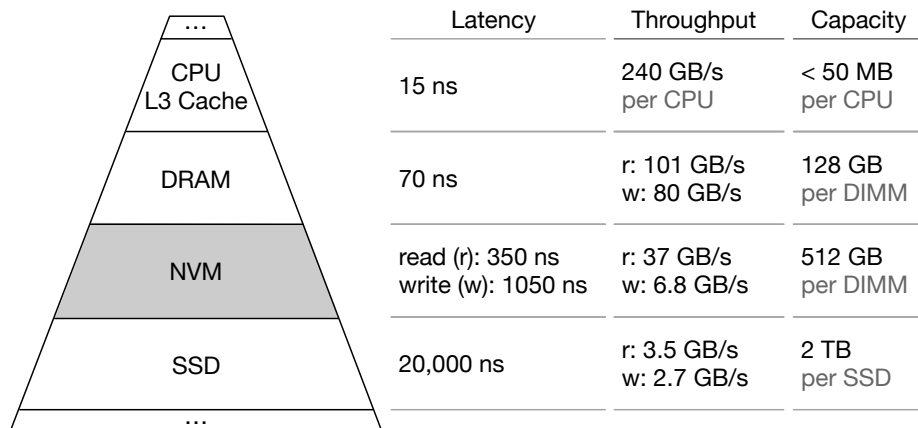 Latency Throughput Capacity
...
CPU
L3 Cache
15 ns
240 GB/s
per CPU
< 50 MB
per CPU
DRAM
70 ns
r: 101 GB/s
w: 80 GB/s
128 GB
per DIMM
NVM
read (r): 350 ns
write (w): 1050 ns
r: 37 GB/s
w: 6.8 GB/s
512 GB
per DIMM
SSD
20,000 ns
r: 3.5 GB/s
w: 2.7 GB/s
2 TB
per SSD
...